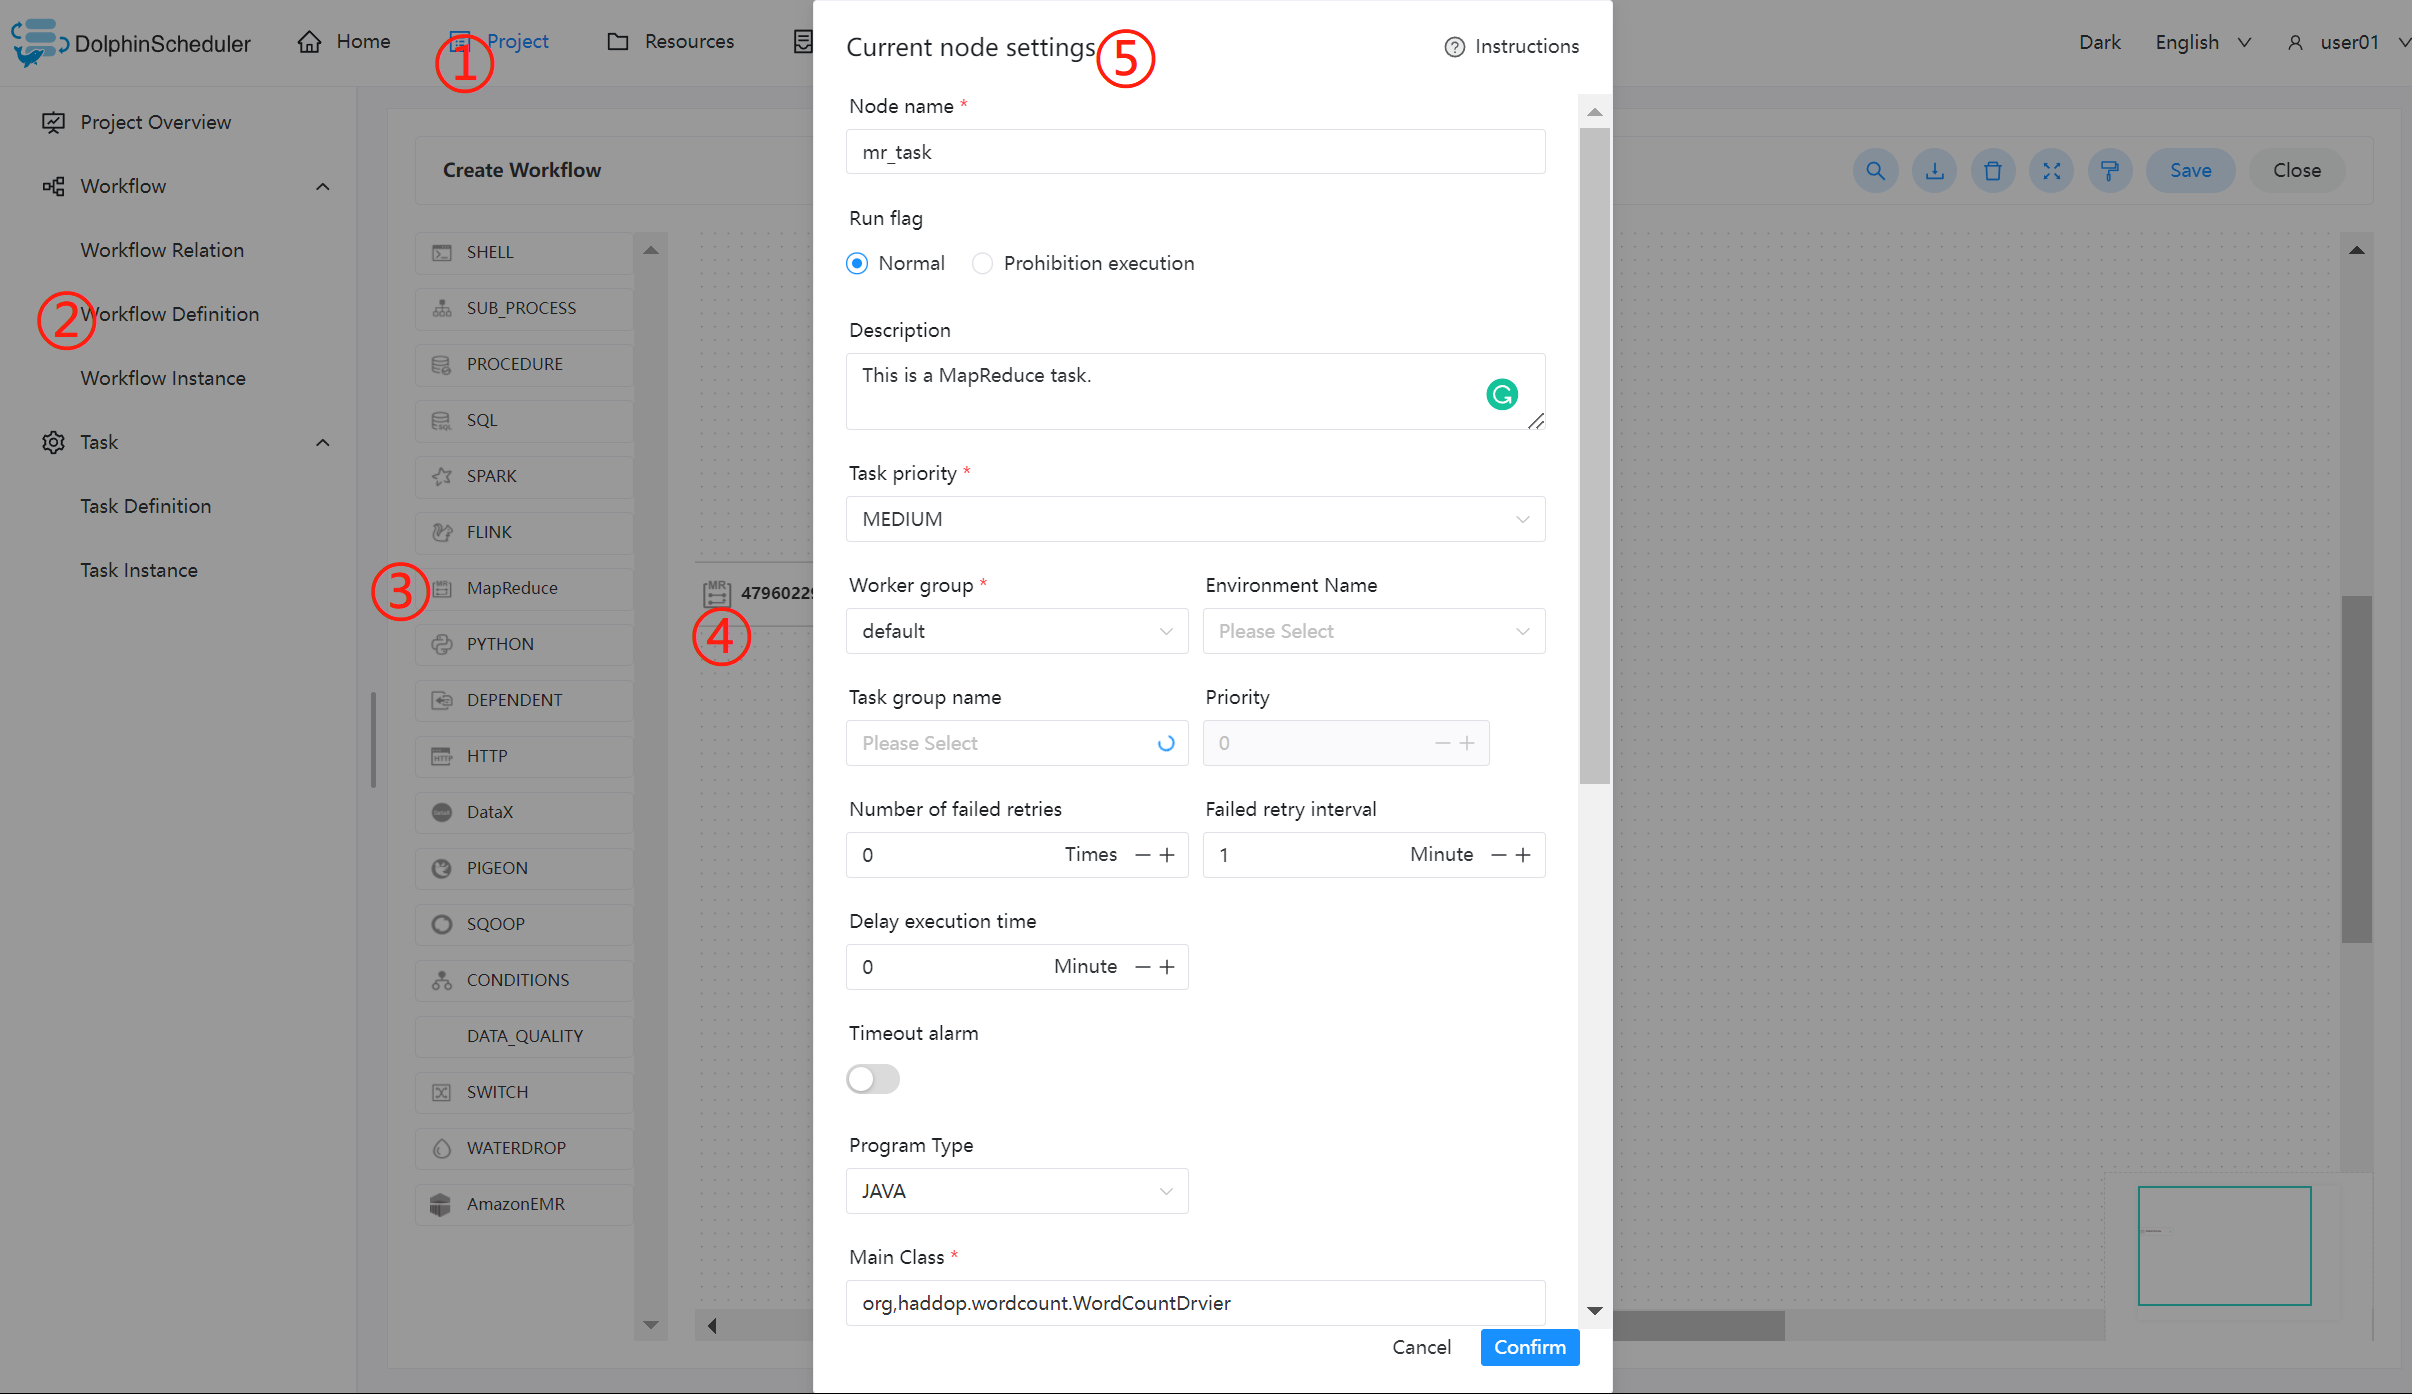 DolphinScheduler Home Project Resources Dark English user01
①
Project Overview
Workflow
Workflow Relation
② Workflow Definition
Workflow Instance
Task
Task Definition
Task Instance
Create Workflow
Save Close
SHELL
SUB_PROCESS
PROCEDURE
SQL
SPARK
FLINK
③ MapReduce
PYTHON
DEPENDENT
HTTP
DataX
PIGEON
SQOOP
CONDITIONS
DATA_QUALITY
SWITCH
WATERDROP
AmazonEMR
MR 4796022
④
Current node settings ⑤ Instructions
Node name *
mr_task
Run flag
Normal Prohibition execution
Description
This is a MapReduce task.
Task priority *
MEDIUM
Worker group * Environment Name
default Please Select
Task group name Priority
Please Select 0
Number of failed retries Failed retry interval
0 Times 1 Minute
Delay execution time
0 Minute
Timeout alarm
Program Type
JAVA
Main Class *
org,haddop.wordcount.WordCountDrvier
Cancel Confirm